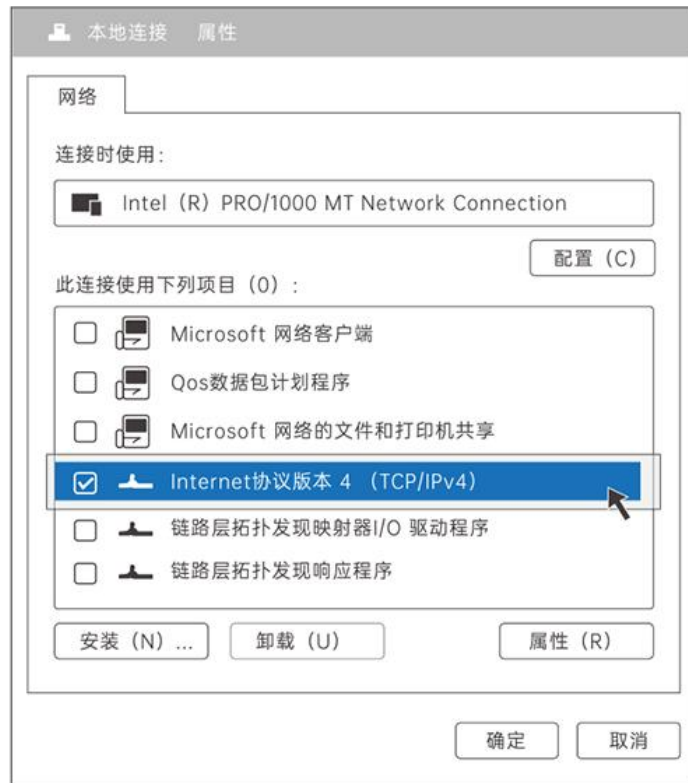 本地连接 属性
网络
连接时使用:
Intel (R) PRO/1000 MT Network Connection
配置 (C)
此连接使用下列项目 (0) :
Microsoft 网络客户端
Qos数据包计划程序
Microsoft 网络的文件和打印机共享
Internet协议版本 4 (TCP/IPv4)
链路层拓扑发现映射器I/O 驱动程序
链路层拓扑发现响应程序
安装 (N) ...
卸载 (U)
属性 (R)
确定
取消